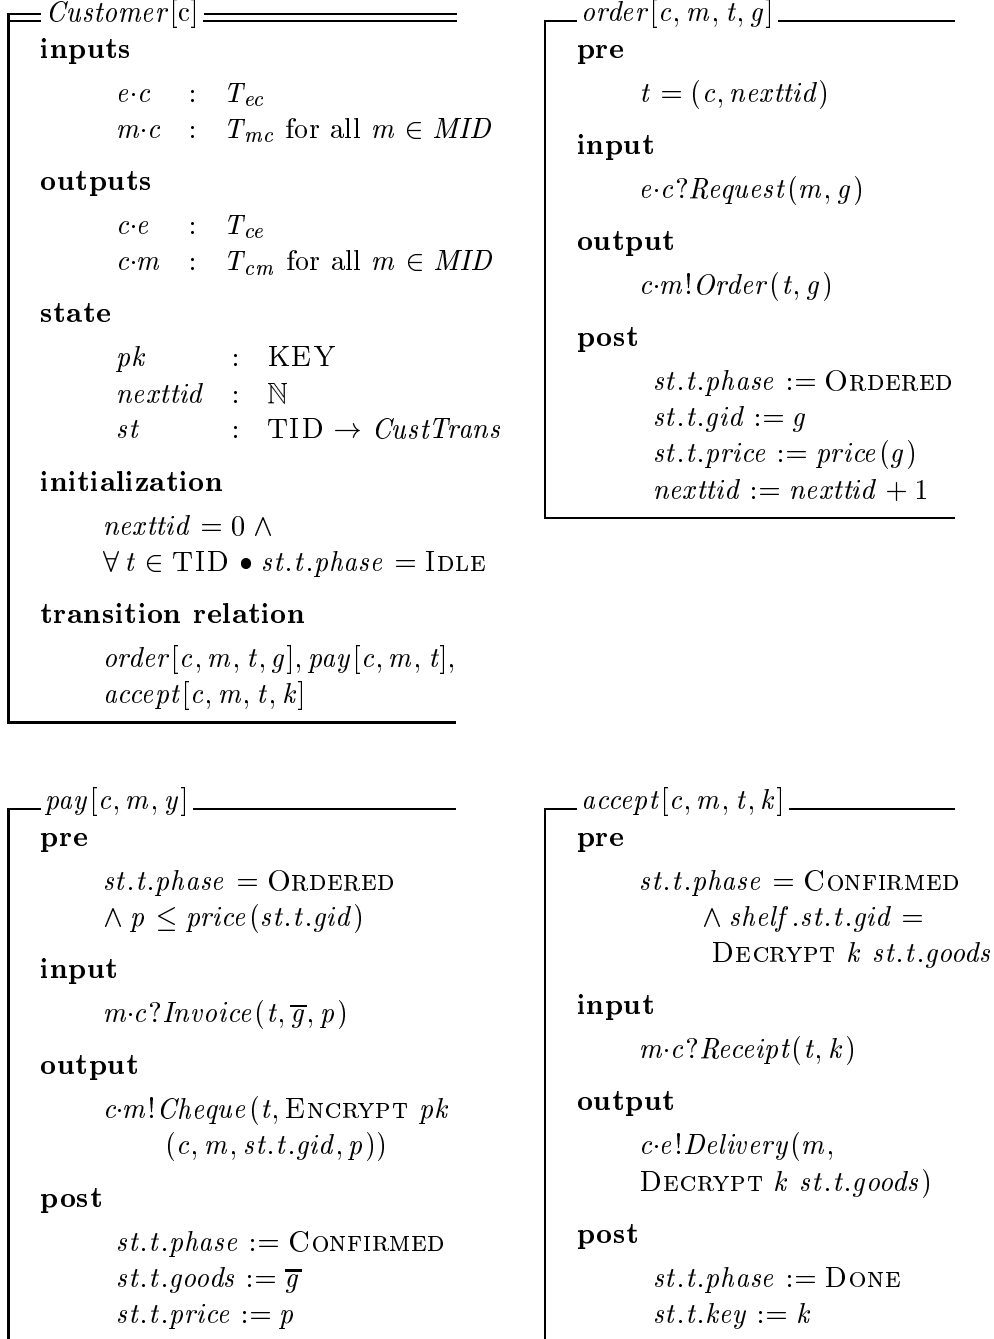 Customer[c]
inputs
e·c : T_ec
m·c : T_mc for all m ∈ MID
outputs
c·e : T_ce
c·m : T_cm for all m ∈ MID
state
pk : KEY
nexttid : ℕ
st : TID → CustTrans
initialization
nexttid = 0 ∧
∀ t ∈ TID • st.t.phase = IDLE
transition relation
order[c, m, t, g], pay[c, m, t],
accept[c, m, t, k]
order[c, m, t, g]
pre
t = (c, nexttid)
input
e·c?Request(m, g)
output
c·m!Order(t, g)
post
st.t.phase := ORDERED
st.t.gid := g
st.t.price := price(g)
nexttid := nexttid + 1
pay[c, m, y]
pre
st.t.phase = ORDERED
∧ p ≤ price(st.t.gid)
input
m·c?Invoice(t, g̅, p)
output
c·m!Cheque(t, ENCRYPT pk
(c, m, st.t.gid, p))
post
st.t.phase := CONFIRMED
st.t.goods := g̅
st.t.price := p
accept[c, m, t, k]
pre
st.t.phase = CONFIRMED
∧ shelf.st.t.gid =
DECRYPT k st.t.goods
input
m·c?Receipt(t, k)
output
c·e!Delivery(m,
DECRYPT k st.t.goods)
post
st.t.phase := DONE
st.t.key := k